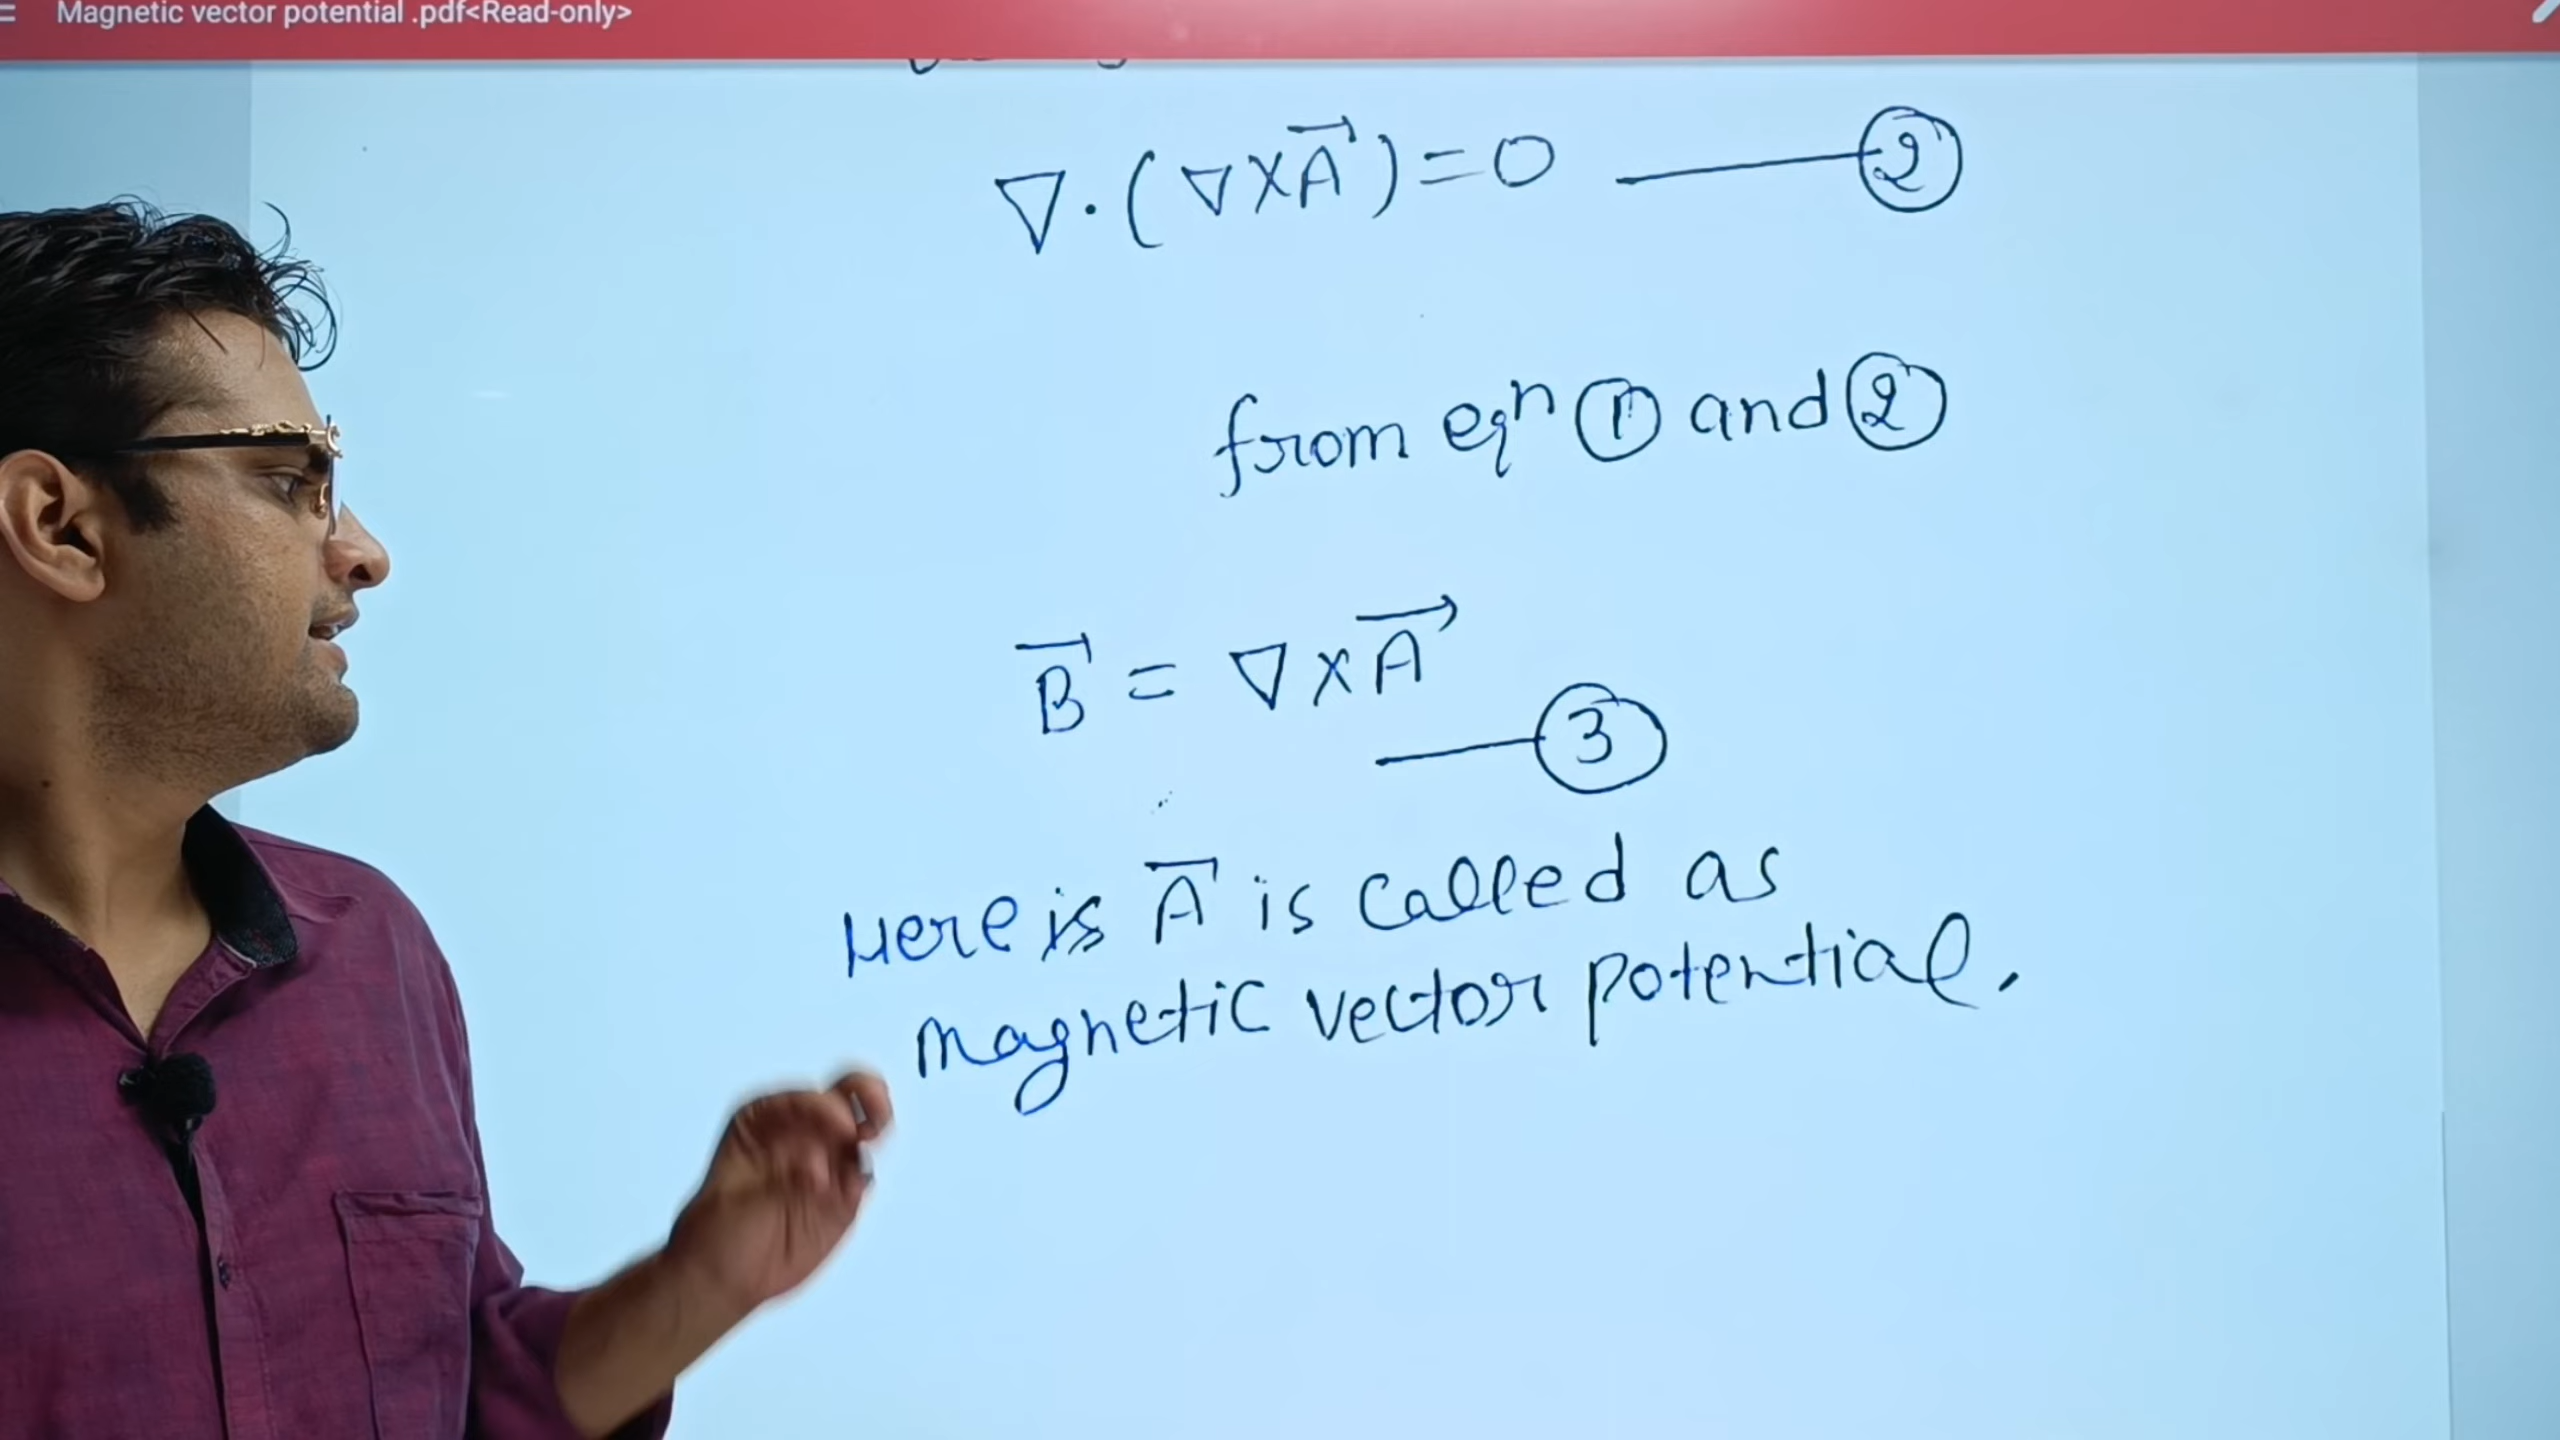 Magnetic vector potential .pdf<Read-only>
∇·(∇×A⃗)=0 —— ②
from eqⁿ ① and ②
B⃗ = ∇×A⃗
—— ③
Here is A⃗ is called as
magnetic vector potential.